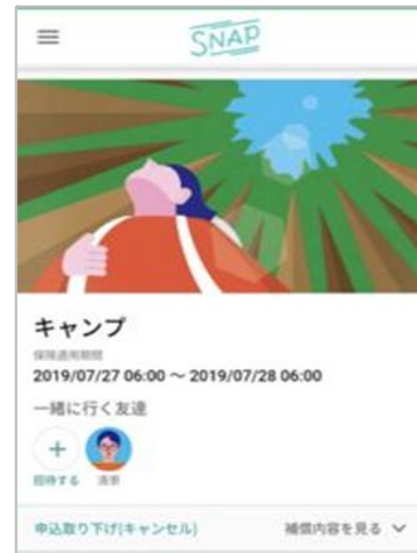 SNAP
キャンプ
保険適用期間
2019/07/27 06:00 〜 2019/07/28 06:00
一緒に行く友達
招待する
申込取り下げ(キャンセル)
補償内容を見る